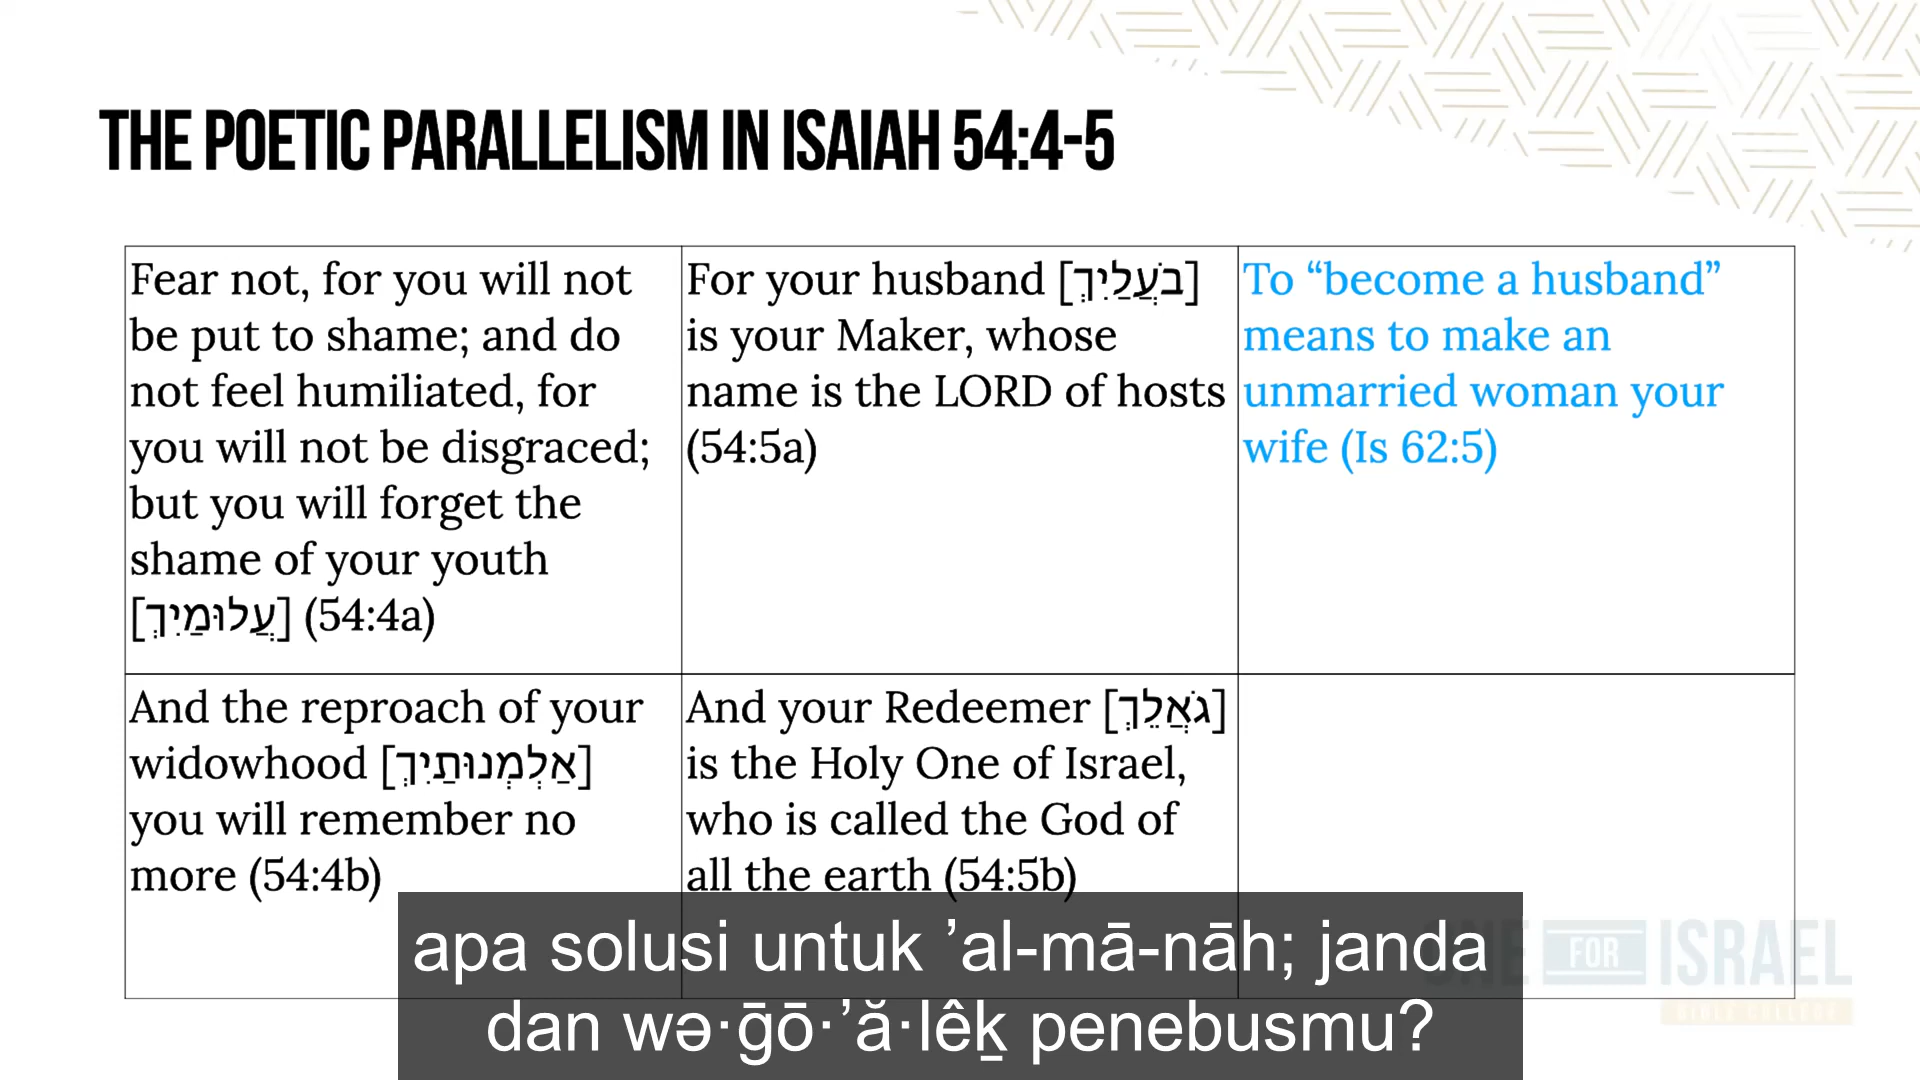 THE POETIC PARALLELISM IN ISAIAH 54:4-5
Fear not, for you will not
be put to shame; and do
not feel humiliated, for
you will not be disgraced;
but you will forget the
shame of your youth
[עֲלוּמַיִךְ] (54:4a)
For your husband [בֹעֲלַיִךְ]
is your Maker, whose
name is the LORD of hosts
(54:5a)
To “become a husband”
means to make an
unmarried woman your
wife (Is 62:5)
And the reproach of your
widowhood [אַלְמְנוּתַיִךְ]
you will remember no
more (54:4b)
And your Redeemer [גֹּאֲלֵךְ]
is the Holy One of Israel,
who is called the God of
all the earth (54:5b)
ONE FOR ISRAEL
BIBLE COLLEGE
apa solusi untuk ’al-mā-nāh; janda
dan wə·ḡō·’ă·lêḵ penebusmu?